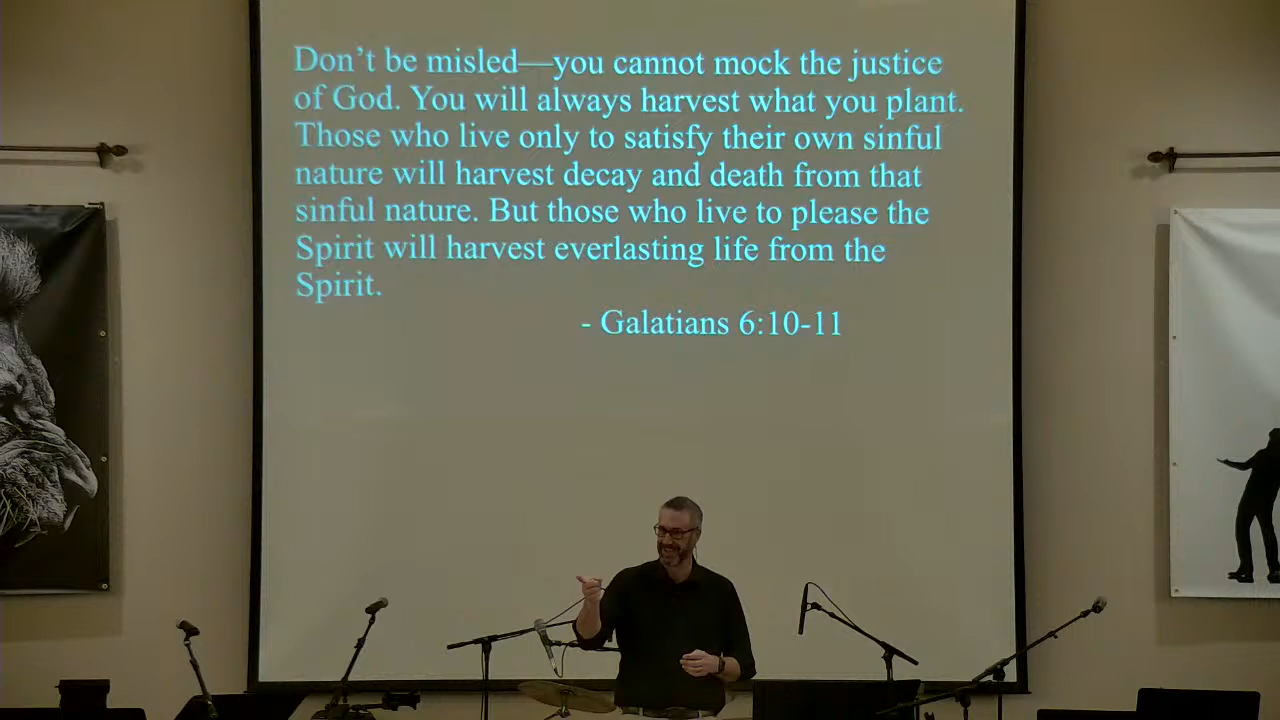 Don't be misled—you cannot mock the justice
of God. You will always harvest what you plant.
Those who live only to satisfy their own sinful
nature will harvest decay and death from that
sinful nature. But those who live to please the
Spirit will harvest everlasting life from the
Spirit.
- Galatians 6:10-11